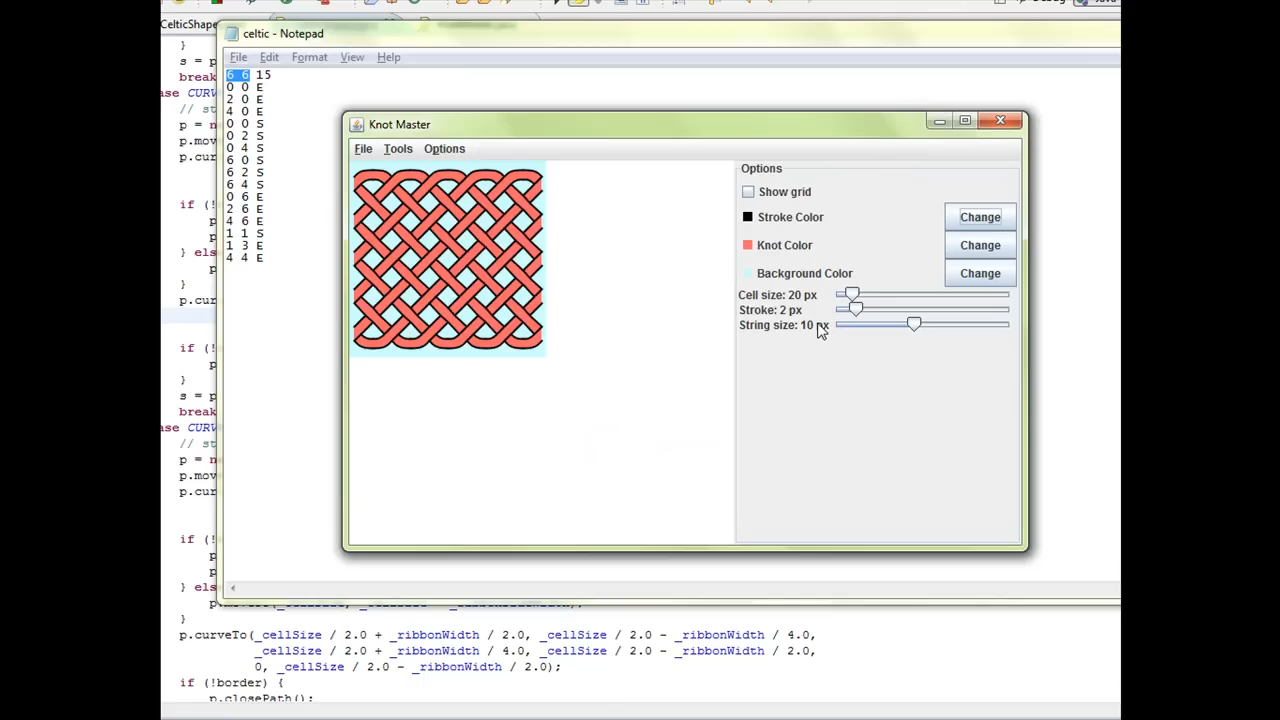 CelticShape
celtic - Notepad
File Edit Format View Help
6 6 15
0 0 E
2 0 E
4 0 E
0 0 S
0 2 S
0 4 S
6 0 S
6 2 S
6 4 S
0 6 E
2 6 E
4 6 E
1 1 S
1 3 E
4 4 E
Knot Master
File Tools Options
Options
Show grid
Stroke Color Change
Knot Color Change
Background Color Change
Cell size: 20 px
Stroke: 2 px
String size: 10 px
}
s = p
break
ase CURV
// st
p = n
p.mov
p.cur
if (!
p
} els
p
}
p.cur
if (!
p
}
s = p
break
ase CURV
// st
p = n
p.mov
p.cur
if (!
p
p
} els
}
p.curveTo(_cellSize / 2.0 + _ribbonWidth / 2.0, _cellSize / 2.0 - _ribbonWidth / 4.0,
_cellSize / 2.0 + _ribbonWidth / 4.0, _cellSize / 2.0 - _ribbonWidth / 2.0,
0, _cellSize / 2.0 - _ribbonWidth / 2.0);
if (!border) {
p.closePath();